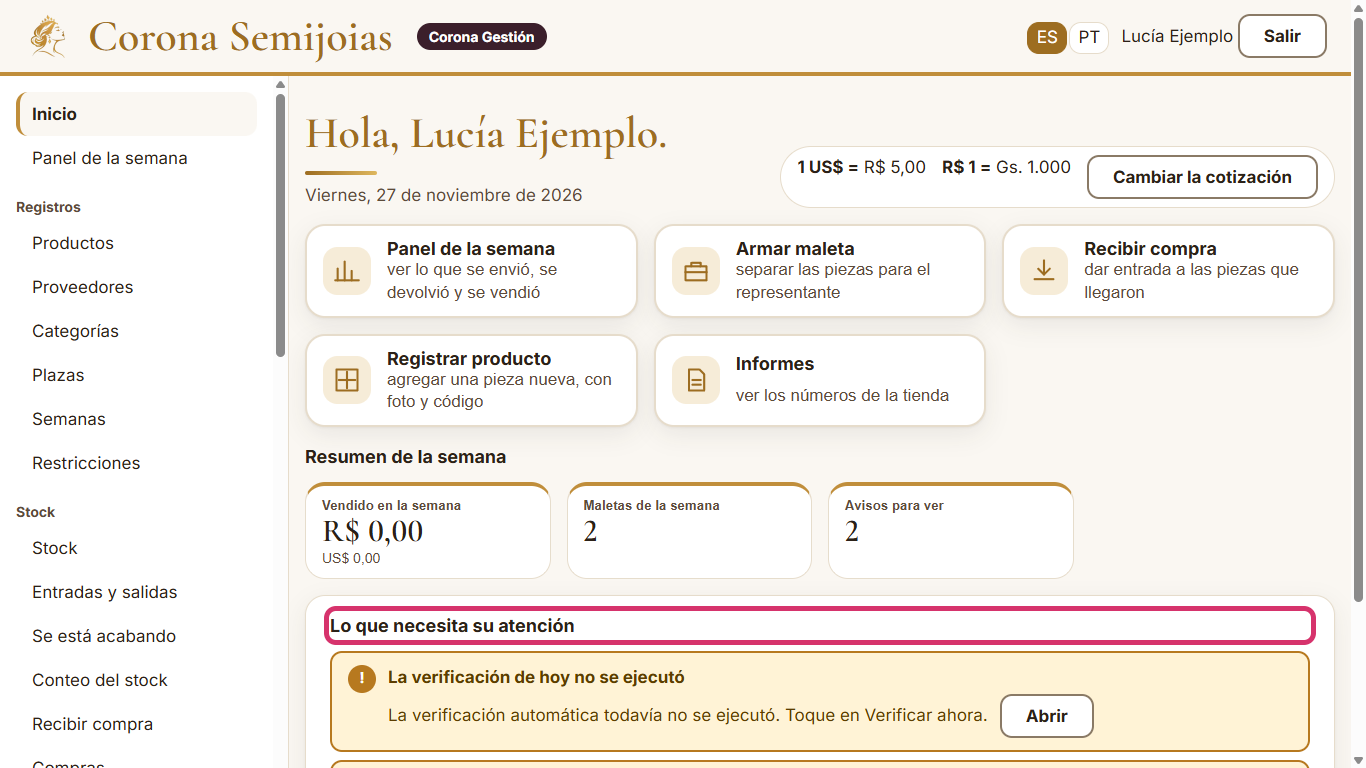 Corona Semijoias
Corona Gestión
ES
PT
Lucía Ejemplo
Salir
Inicio
Panel de la semana
Registros
Productos
Proveedores
Categorías
Plazas
Semanas
Restricciones
Stock
Stock
Entradas y salidas
Se está acabando
Conteo del stock
Recibir compra
Compras
Hola, Lucía Ejemplo.
Viernes, 27 de noviembre de 2026
1 US$ = R$ 5,00 R$ 1 = Gs. 1.000
Cambiar la cotización
Panel de la semana
ver lo que se envió, se
devolvió y se vendió
Armar maleta
separar las piezas para el
representante
Recibir compra
dar entrada a las piezas que
llegaron
Registrar producto
agregar una pieza nueva, con
foto y código
Informes
ver los números de la tienda
Resumen de la semana
Vendido en la semana
R$ 0,00
US$ 0,00
Maletas de la semana
2
Avisos para ver
2
Lo que necesita su atención
! La verificación de hoy no se ejecutó
La verificación automática todavía no se ejecutó. Toque en Verificar ahora.
Abrir